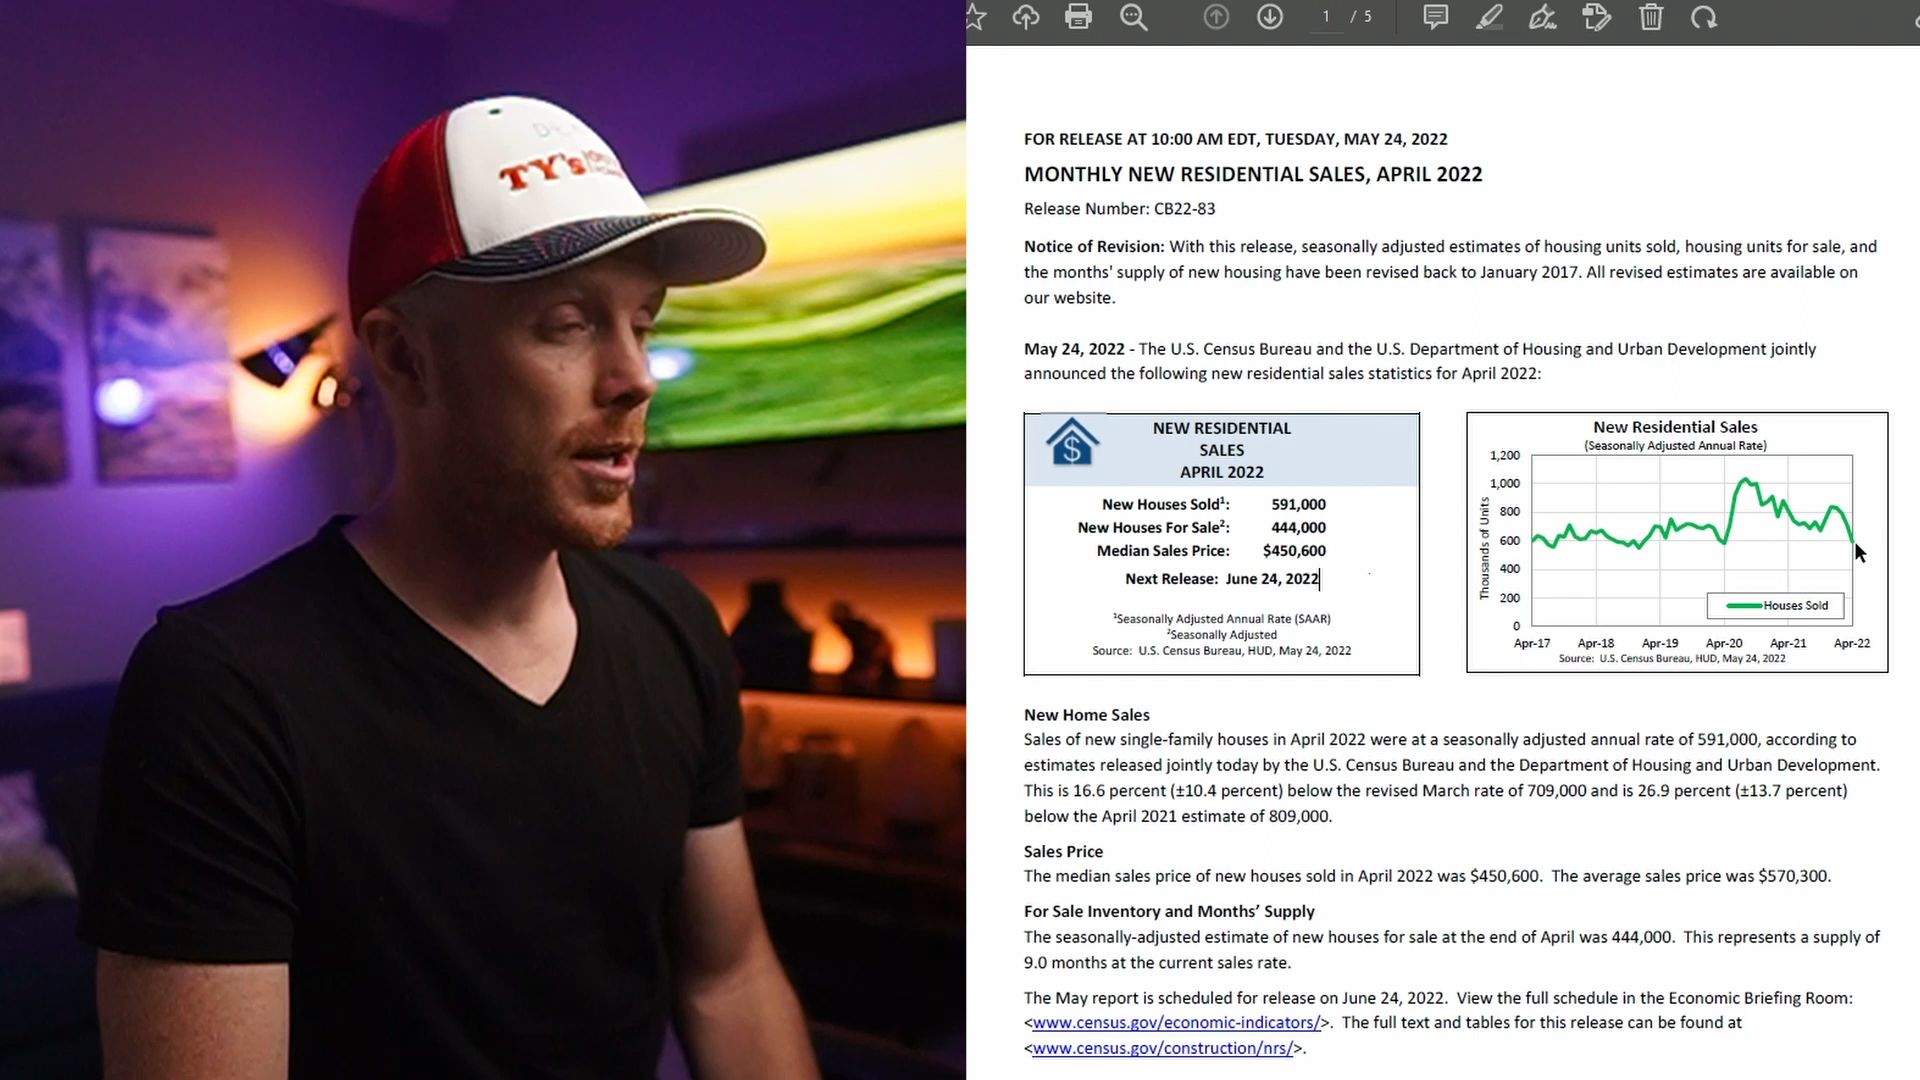 TY's
1 / 5
FOR RELEASE AT 10:00 AM EDT, TUESDAY, MAY 24, 2022
MONTHLY NEW RESIDENTIAL SALES, APRIL 2022
Release Number: CB22-83
Notice of Revision: With this release, seasonally adjusted estimates of housing units sold, housing units for sale, and
the months' supply of new housing have been revised back to January 2017. All revised estimates are available on
our website.
May 24, 2022 - The U.S. Census Bureau and the U.S. Department of Housing and Urban Development jointly
announced the following new residential sales statistics for April 2022:
NEW RESIDENTIAL
SALES
APRIL 2022
New Houses Sold¹: 591,000
New Houses For Sale²: 444,000
Median Sales Price: $450,600
Next Release: June 24, 2022
¹Seasonally Adjusted Annual Rate (SAAR)
²Seasonally Adjusted
Source: U.S. Census Bureau, HUD, May 24, 2022
New Residential Sales
(Seasonally Adjusted Annual Rate)
Thousands of Units
1,200
1,000
800
600
400
200
0
Houses Sold
Apr-17 Apr-18 Apr-19 Apr-20 Apr-21 Apr-22
Source: U.S. Census Bureau, HUD, May 24, 2022
New Home Sales
Sales of new single-family houses in April 2022 were at a seasonally adjusted annual rate of 591,000, according to
estimates released jointly today by the U.S. Census Bureau and the Department of Housing and Urban Development.
This is 16.6 percent (±10.4 percent) below the revised March rate of 709,000 and is 26.9 percent (±13.7 percent)
below the April 2021 estimate of 809,000.
Sales Price
The median sales price of new houses sold in April 2022 was $450,600. The average sales price was $570,300.
For Sale Inventory and Months’ Supply
The seasonally-adjusted estimate of new houses for sale at the end of April was 444,000. This represents a supply of
9.0 months at the current sales rate.
The May report is scheduled for release on June 24, 2022. View the full schedule in the Economic Briefing Room:
<www.census.gov/economic-indicators/>. The full text and tables for this release can be found at
<www.census.gov/construction/nrs/>.